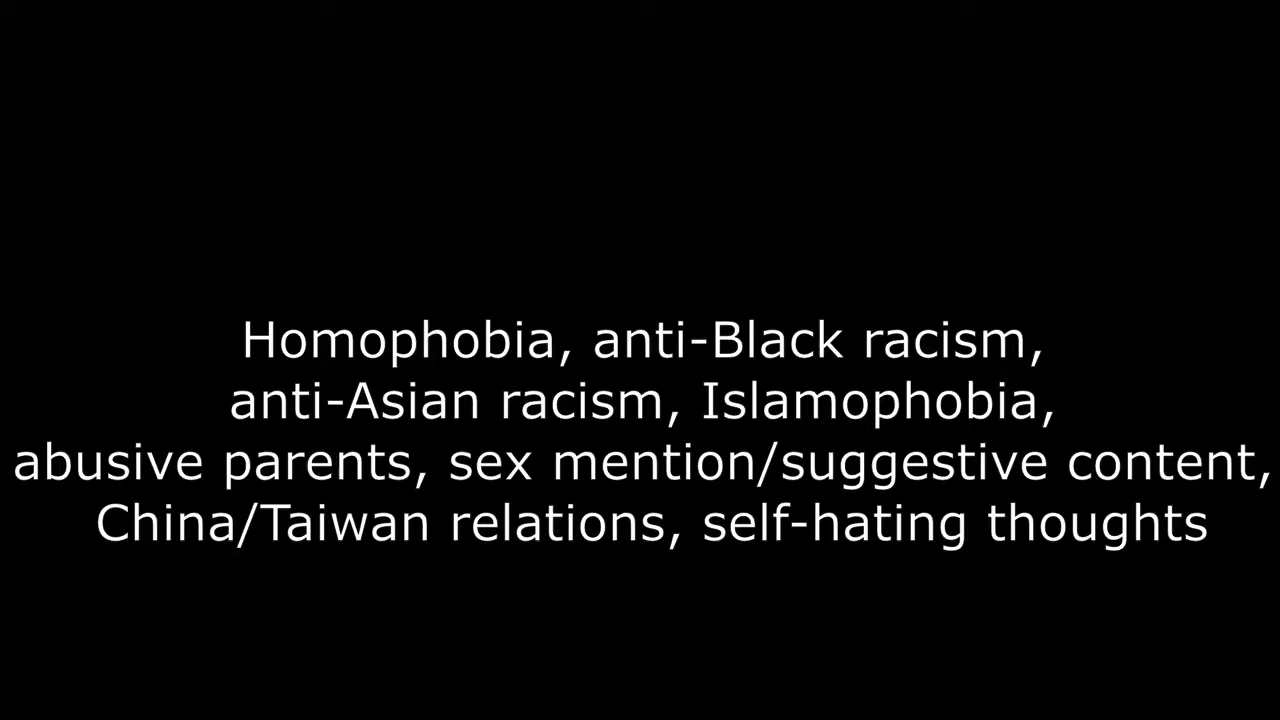 Homophobia, anti-Black racism,
anti-Asian racism, Islamophobia,
abusive parents, sex mention/suggestive content,
China/Taiwan relations, self-hating thoughts